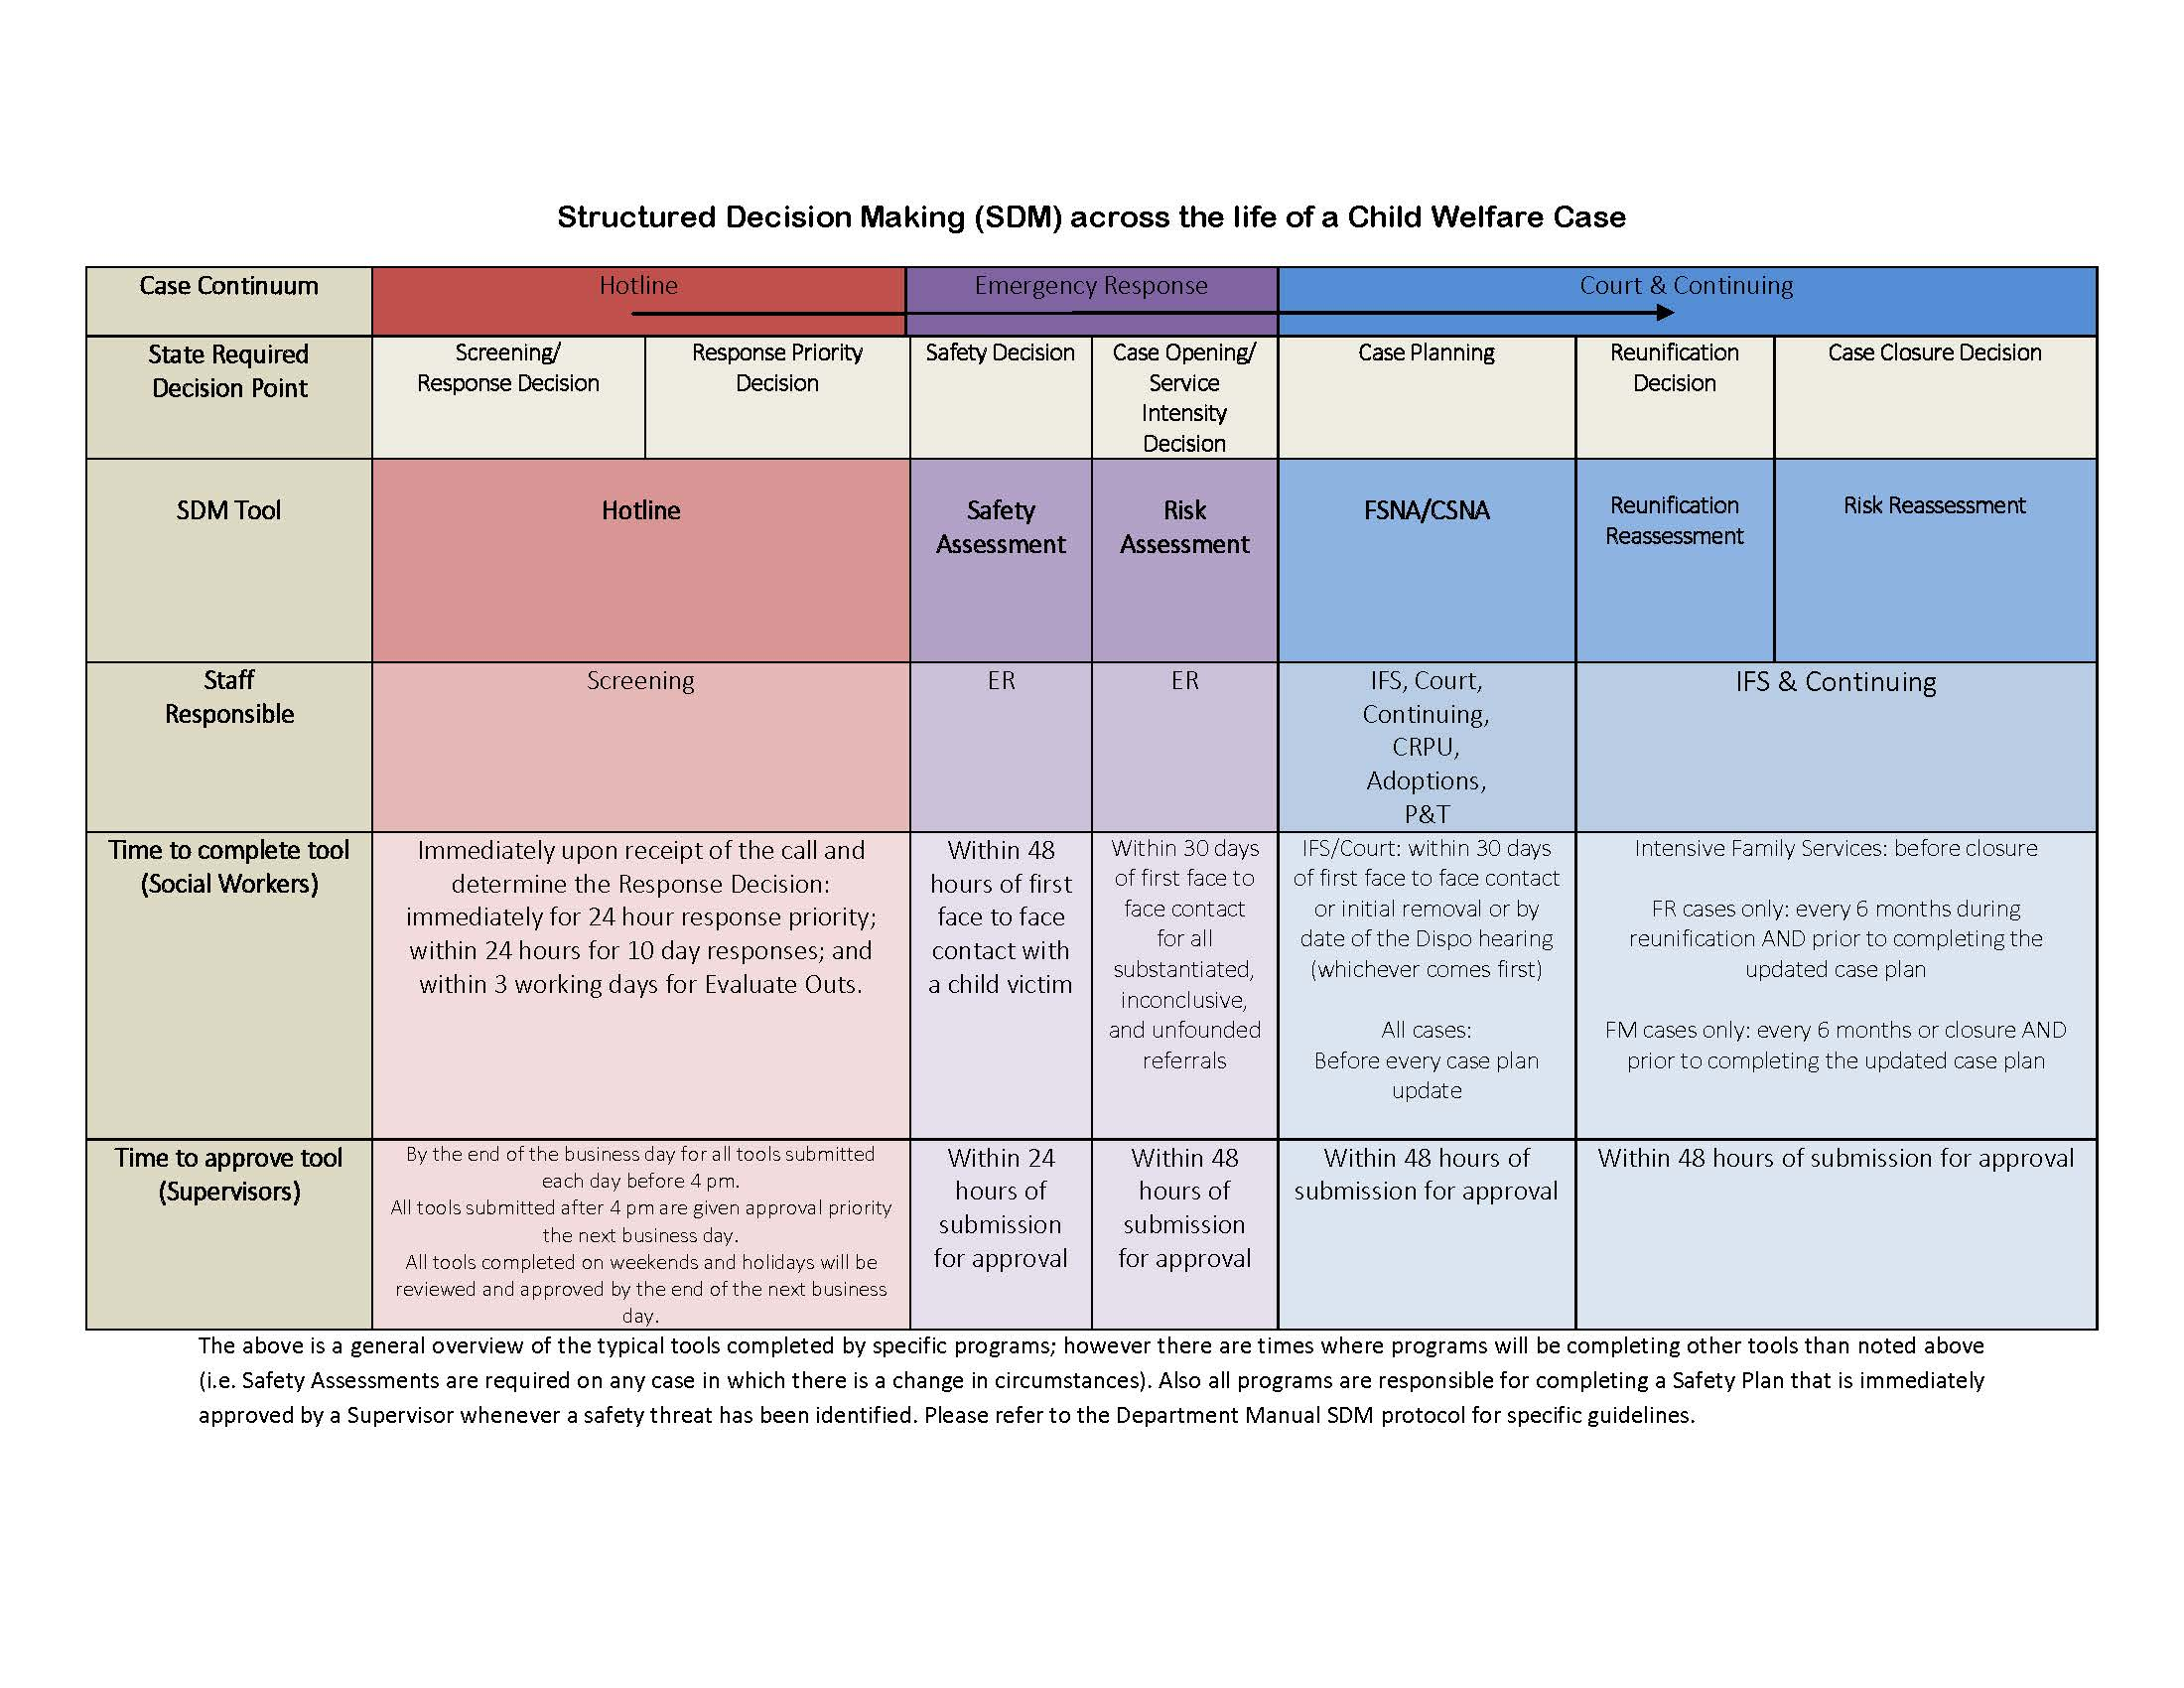 Structured Decision Making (SDM) across the life of a Child Welfare Case
Case Continuum
Hotline
Emergency Response
Court & Continuing
State Required
Decision Point
Screening/
Response Decision
Response Priority
Decision
Safety Decision
Case Opening/
Service
Intensity
Decision
Case Planning
Reunification
Decision
Case Closure Decision
SDM Tool
Hotline
Safety
Assessment
Risk
Assessment
FSNA/CSNA
Reunification
Reassessment
Risk Reassessment
Staff
Responsible
Screening
ER
ER
IFS, Court,
Continuing,
CRPU,
Adoptions,
P&T
IFS & Continuing
Time to complete tool
(Social Workers)
Immediately upon receipt of the call and
determine the Response Decision:
immediately for 24 hour response priority;
within 24 hours for 10 day responses; and
within 3 working days for Evaluate Outs.
Within 48
hours of first
face to face
contact with
a child victim
Within 30 days
of first face to
face contact
for all
substantiated,
inconclusive,
and unfounded
referrals
IFS/Court: within 30 days
of first face to face contact
or initial removal or by
date of the Dispo hearing
(whichever comes first)
All cases:
Before every case plan
update
Intensive Family Services: before closure
FR cases only: every 6 months during
reunification AND prior to completing the
updated case plan
FM cases only: every 6 months or closure AND
prior to completing the updated case plan
Time to approve tool
(Supervisors)
By the end of the business day for all tools submitted
each day before 4 pm.
All tools submitted after 4 pm are given approval priority
the next business day.
All tools completed on weekends and holidays will be
reviewed and approved by the end of the next business
day.
Within 24
hours of
submission
for approval
Within 48
hours of
submission
for approval
Within 48 hours of
submission for approval
Within 48 hours of submission for approval
The above is a general overview of the typical tools completed by specific programs; however there are times where programs will be completing other tools than noted above
(i.e. Safety Assessments are required on any case in which there is a change in circumstances). Also all programs are responsible for completing a Safety Plan that is immediately
approved by a Supervisor whenever a safety threat has been identified. Please refer to the Department Manual SDM protocol for specific guidelines.